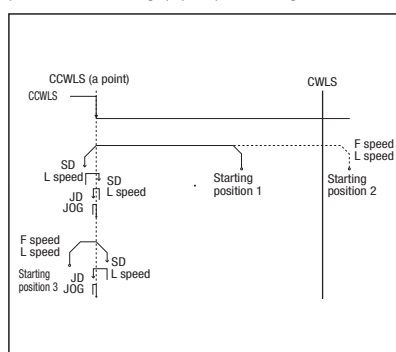 CCWLS (a point)
CWLS
CCWLS
F speed
L speed
SD
L speed
SD
L speed
Starting
position 1
Starting
position 2
JD
JOG
F speed
L speed
SD
L speed
Starting
position 3
JD
JOG